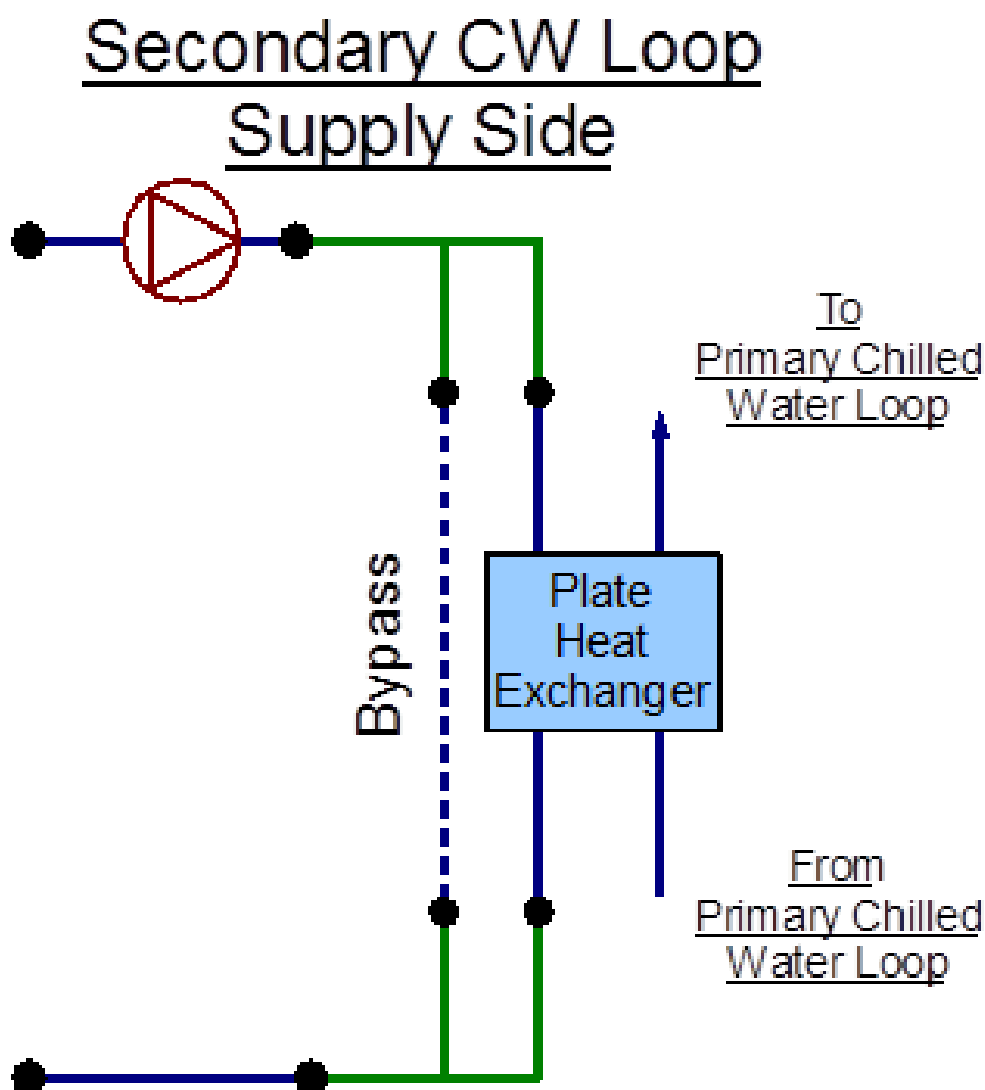 Secondary CW Loop
Supply Side
To
Primary Chilled
Water Loop
Bypass
Plate
Heat
Exchanger
From
Primary Chilled
Water Loop